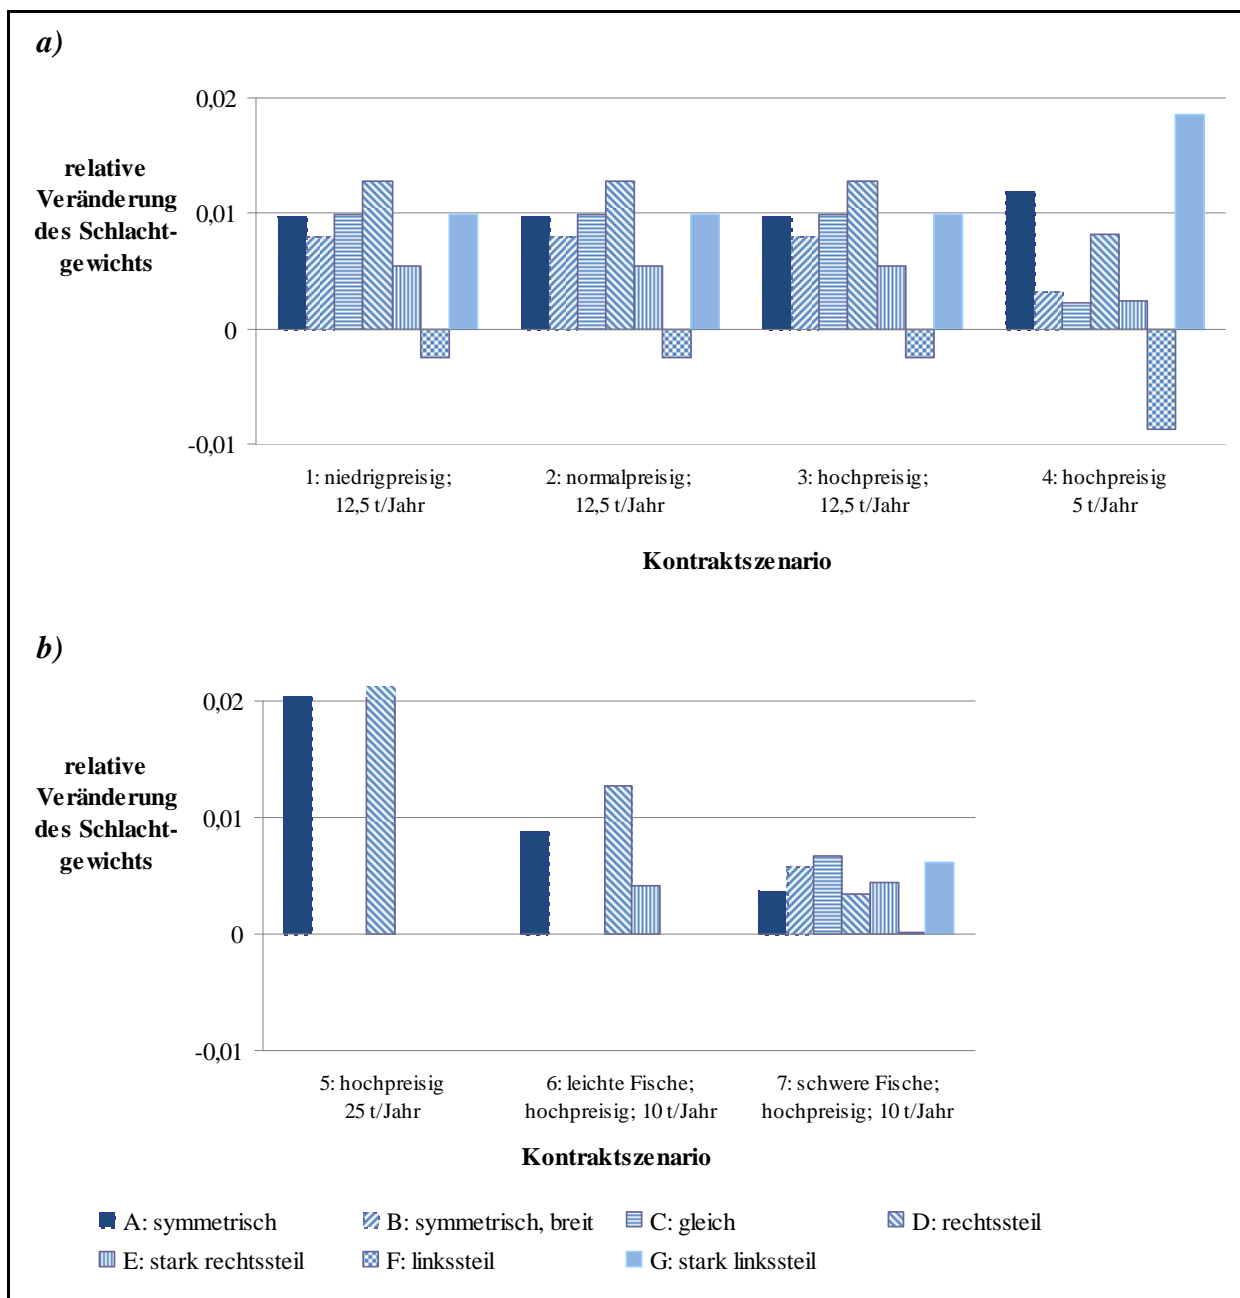 a)
0,02
0,01
0
-0,01
relative
Veränderung
des Schlacht-
gewichts
1: niedrigpreisig;
12,5 t/Jahr
2: normalpreisig;
12,5 t/Jahr
3: hochpreisig;
12,5 t/Jahr
4: hochpreisig
5 t/Jahr
Kontraktszenario
b)
0,02
0,01
0
-0,01
relative
Veränderung
des Schlacht-
gewichts
5: hochpreisig
25 t/Jahr
6: leichte Fische;
hochpreisig; 10 t/Jahr
7: schwere Fische;
hochpreisig; 10 t/Jahr
Kontraktszenario
A: symmetrisch
B: symmetrisch, breit
C: gleich
D: rechtssteil
E: stark rechtssteil
F: linkssteil
G: stark linkssteil